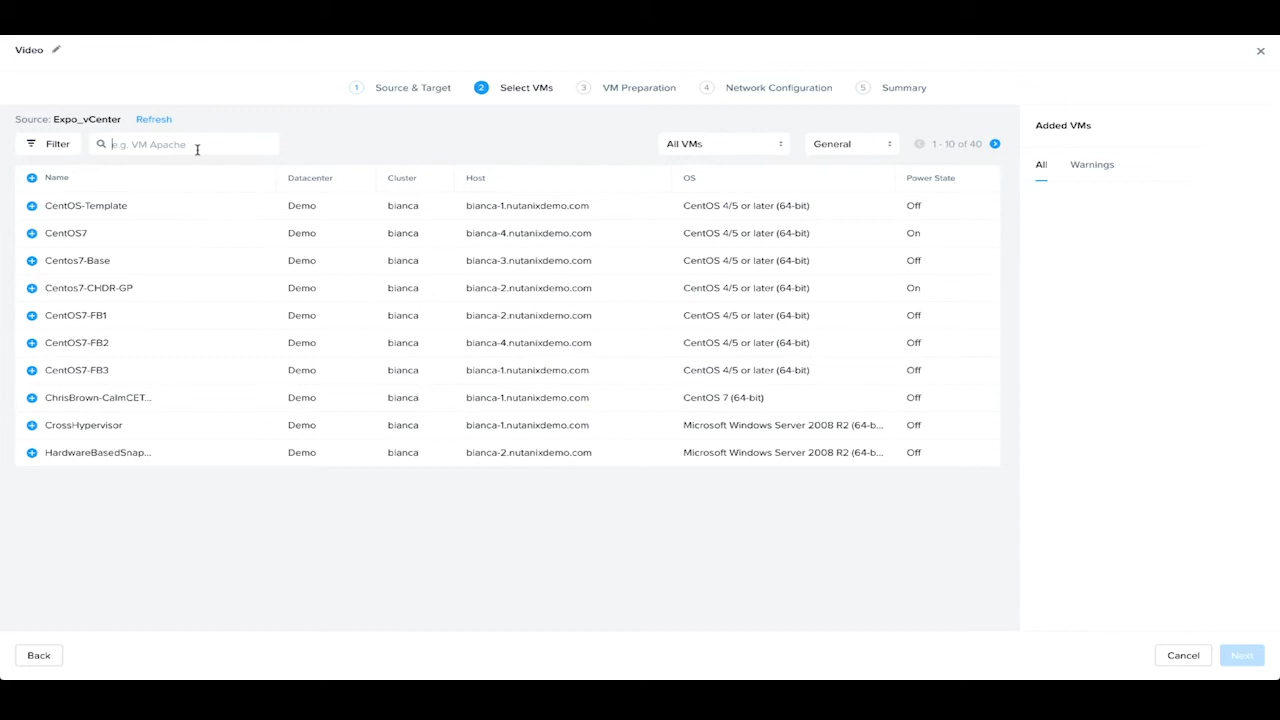 Video
1 Source & Target 2 Select VMs 3 VM Preparation 4 Network Configuration 5 Summary
Source: Expo_vCenter Refresh
Filter e.g. VM Apache All VMs General 1 - 10 of 40
Name Datacenter Cluster Host OS Power State
CentOS-Template Demo bianca bianca-1.nutanixdemo.com CentOS 4/5 or later (64-bit) Off
CentOS7 Demo bianca bianca-4.nutanixdemo.com CentOS 4/5 or later (64-bit) On
Centos7-Base Demo bianca bianca-3.nutanixdemo.com CentOS 4/5 or later (64-bit) Off
Centos7-CHDR-GP Demo bianca bianca-2.nutanixdemo.com CentOS 4/5 or later (64-bit) On
CentOS7-FB1 Demo bianca bianca-2.nutanixdemo.com CentOS 4/5 or later (64-bit) Off
CentOS7-FB2 Demo bianca bianca-4.nutanixdemo.com CentOS 4/5 or later (64-bit) Off
CentOS7-FB3 Demo bianca bianca-1.nutanixdemo.com CentOS 4/5 or later (64-bit) Off
ChrisBrown-CalmCET... Demo bianca bianca-1.nutanixdemo.com CentOS 7 (64-bit) Off
CrossHypervisor Demo bianca bianca-1.nutanixdemo.com Microsoft Windows Server 2008 R2 (64-b... Off
HardwareBasedSnap... Demo bianca bianca-2.nutanixdemo.com Microsoft Windows Server 2008 R2 (64-b... Off
Added VMs
All Warnings
Back Cancel Next